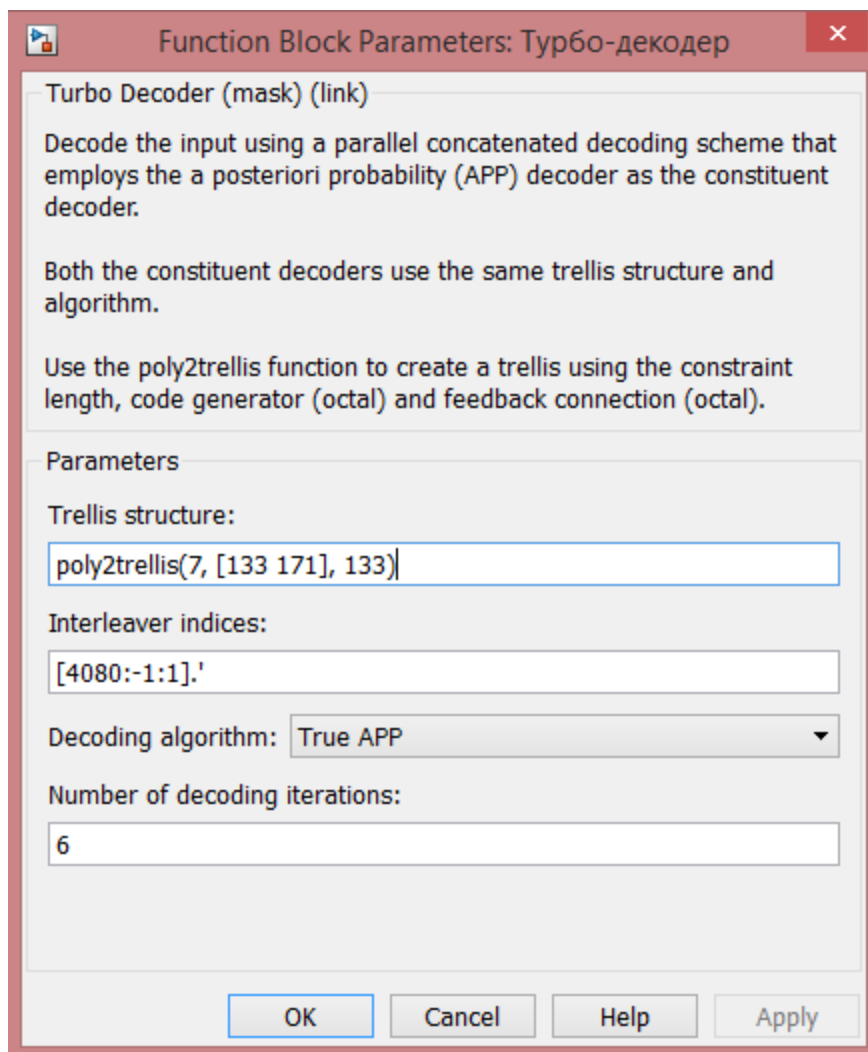 Function Block Parameters: Турбо-декодер
Turbo Decoder (mask) (link)
Decode the input using a parallel concatenated decoding scheme that
employs the a posteriori probability (APP) decoder as the constituent
decoder.
Both the constituent decoders use the same trellis structure and
algorithm.
Use the poly2trellis function to create a trellis using the constraint
length, code generator (octal) and feedback connection (octal).
Parameters
Trellis structure:
poly2trellis(7, [133 171], 133)
Interleaver indices:
[4080:-1:1].'
Decoding algorithm: True APP
Number of decoding iterations:
6
OK Cancel Help Apply